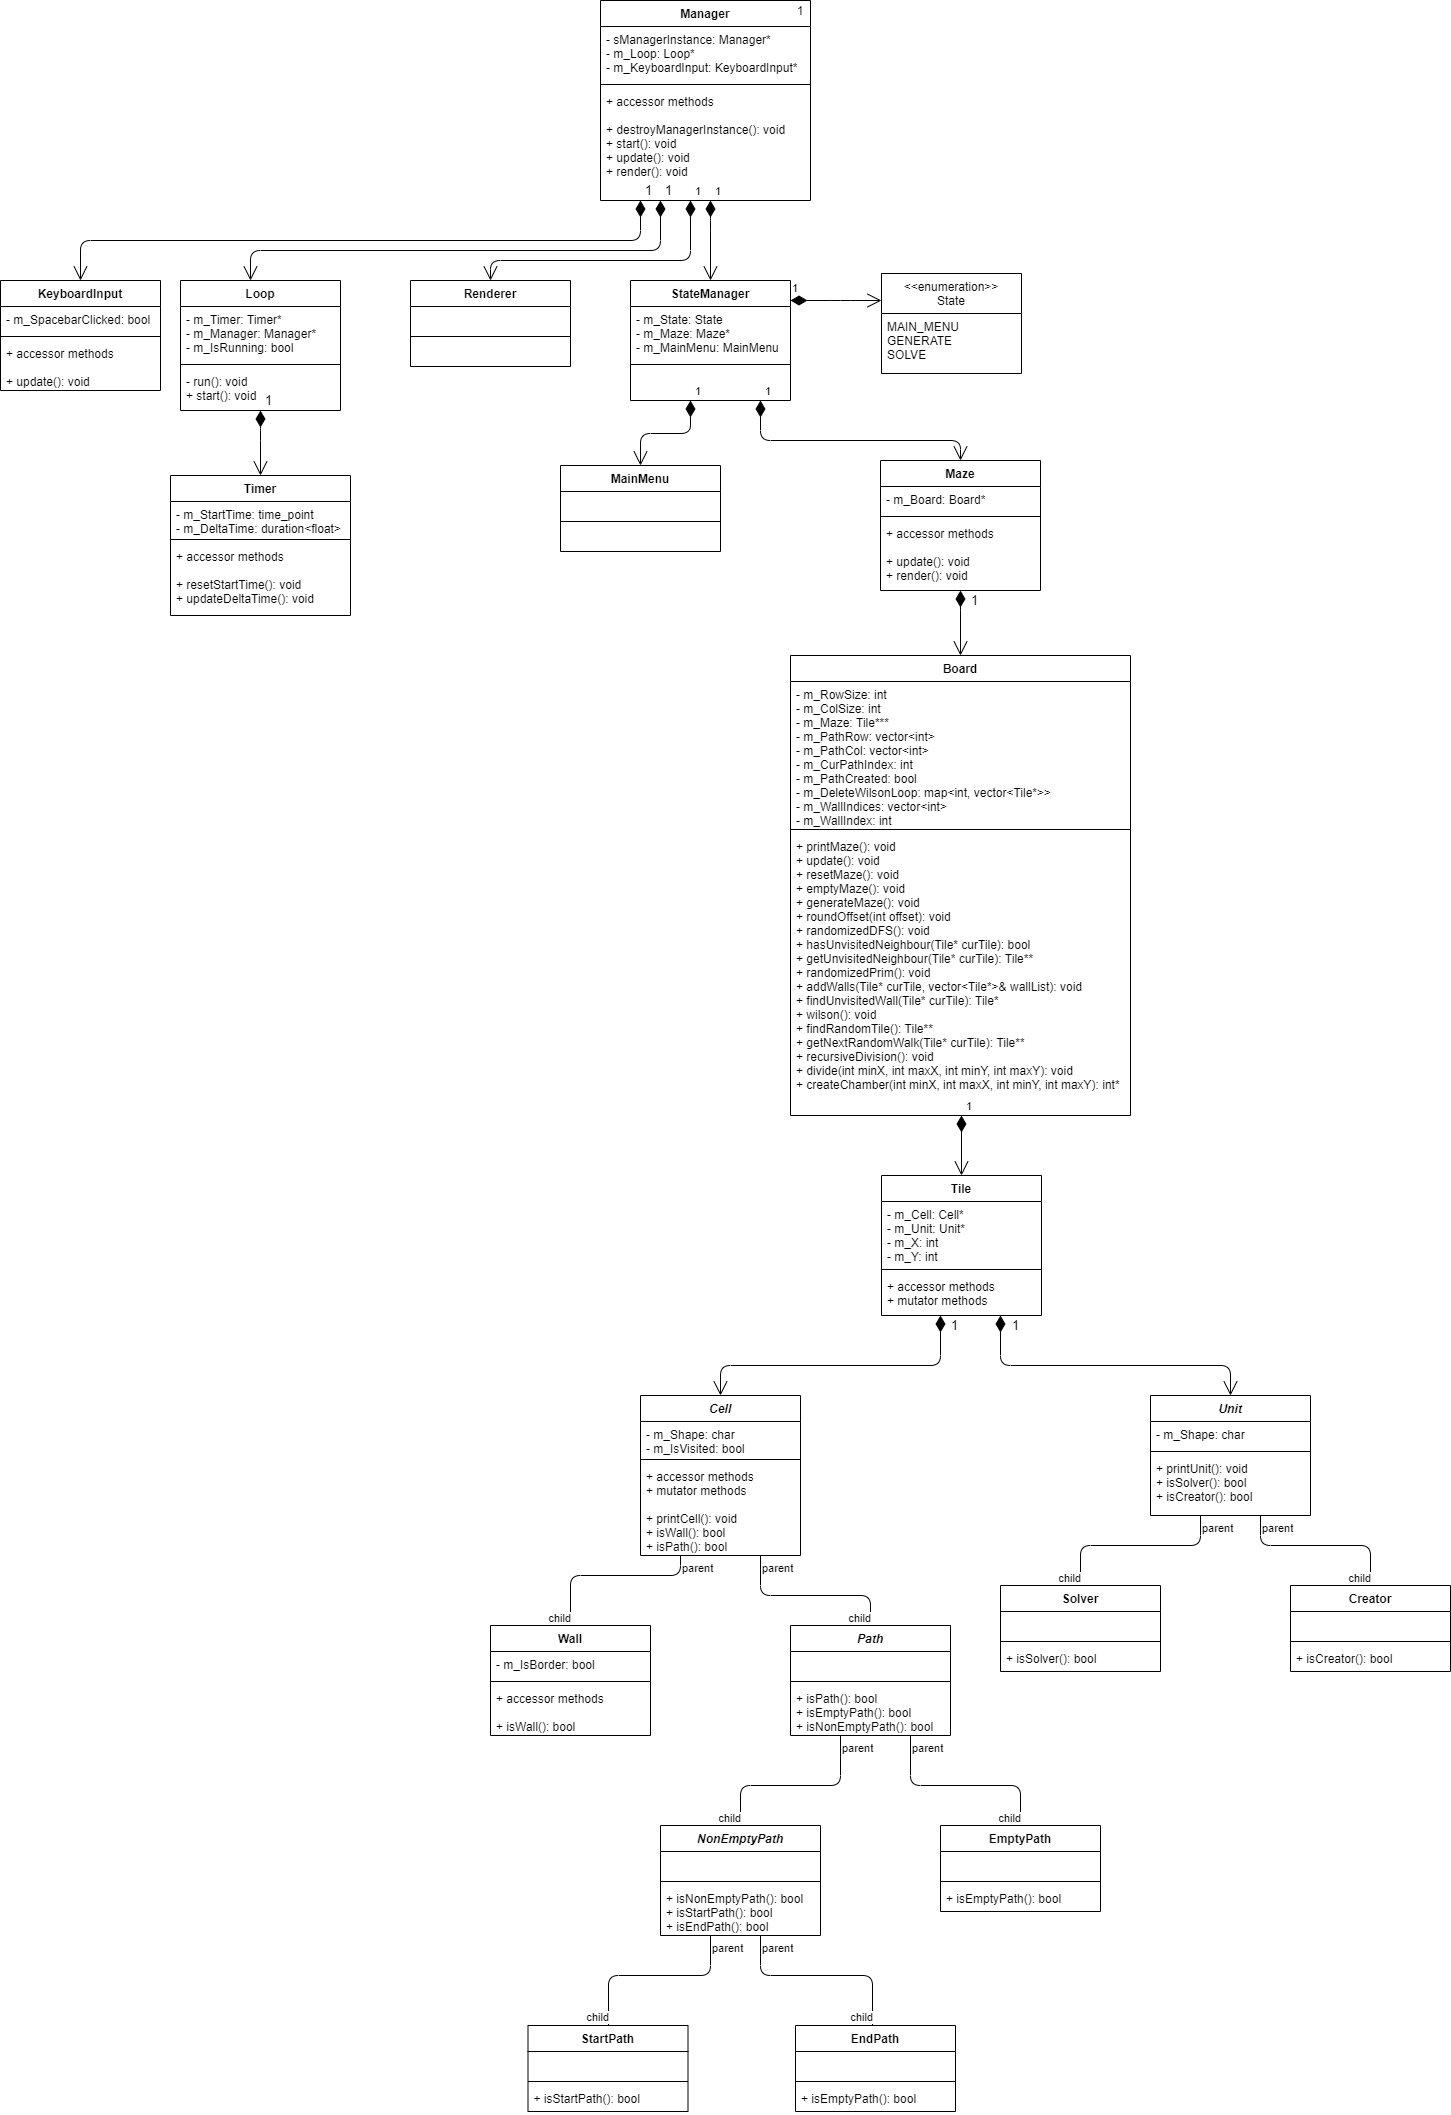 Manager
1
- sManagerInstance: Manager*
- m_Loop: Loop*
- m_KeyboardInput: KeyboardInput*
+ accessor methods
+ destroyManagerInstance(): void
+ start(): void
+ update(): void
+ render(): void
1
1
1
1
KeyboardInput
- m_SpacebarClicked: bool
+ accessor methods
+ update(): void
Loop
- m_Timer: Timer*
- m_Manager: Manager*
- m_IsRunning: bool
- run(): void
+ start(): void
1
Renderer
StateManager
- m_State: State
- m_Maze: Maze*
- m_MainMenu: MainMenu
1
1
1
<<enumeration>>
State
MAIN_MENU
GENERATE
SOLVE
Timer
- m_StartTime: time_point
- m_DeltaTime: duration<float>
+ accessor methods
+ resetStartTime(): void
+ updateDeltaTime(): void
MainMenu
Maze
- m_Board: Board*
+ accessor methods
+ update(): void
+ render(): void
1
Board
- m_RowSize: int
- m_ColSize: int
- m_Maze: Tile***
- m_PathRow: vector<int>
- m_PathCol: vector<int>
- m_CurPathIndex: int
- m_PathCreated: bool
- m_DeleteWilsonLoop: map<int, vector<Tile*>>
- m_WallIndices: vector<int>
- m_WallIndex: int
+ printMaze(): void
+ update(): void
+ resetMaze(): void
+ emptyMaze(): void
+ generateMaze(): void
+ roundOffset(int offset): void
+ randomizedDFS(): void
+ hasUnvisitedNeighbour(Tile* curTile): bool
+ getUnvisitedNeighbour(Tile* curTile): Tile**
+ randomizedPrim(): void
+ addWalls(Tile* curTile, vector<Tile*>& wallList): void
+ findUnvisitedWall(Tile* curTile): Tile*
+ wilson(): void
+ findRandomTile(): Tile**
+ getNextRandomWalk(Tile* curTile): Tile**
+ recursiveDivision(): void
+ divide(int minX, int maxX, int minY, int maxY): void
+ createChamber(int minX, int maxX, int minY, int maxY): int*
1
Tile
- m_Cell: Cell*
- m_Unit: Unit*
- m_X: int
- m_Y: int
+ accessor methods
+ mutator methods
1
1
Cell
- m_Shape: char
- m_IsVisited: bool
+ accessor methods
+ mutator methods
+ printCell(): void
+ isWall(): bool
+ isPath(): bool
parent
parent
Unit
- m_Shape: char
+ printUnit(): void
+ isSolver(): bool
+ isCreator(): bool
parent
parent
child
child
Solver
+ isSolver(): bool
Creator
+ isCreator(): bool
child
child
Wall
- m_IsBorder: bool
+ accessor methods
+ isWall(): bool
Path
+ isPath(): bool
+ isEmptyPath(): bool
+ isNonEmptyPath(): bool
parent
parent
child
child
NonEmptyPath
+ isNonEmptyPath(): bool
+ isStartPath(): bool
+ isEndPath(): bool
EmptyPath
+ isEmptyPath(): bool
parent
parent
child
child
StartPath
+ isStartPath(): bool
EndPath
+ isEmptyPath(): bool